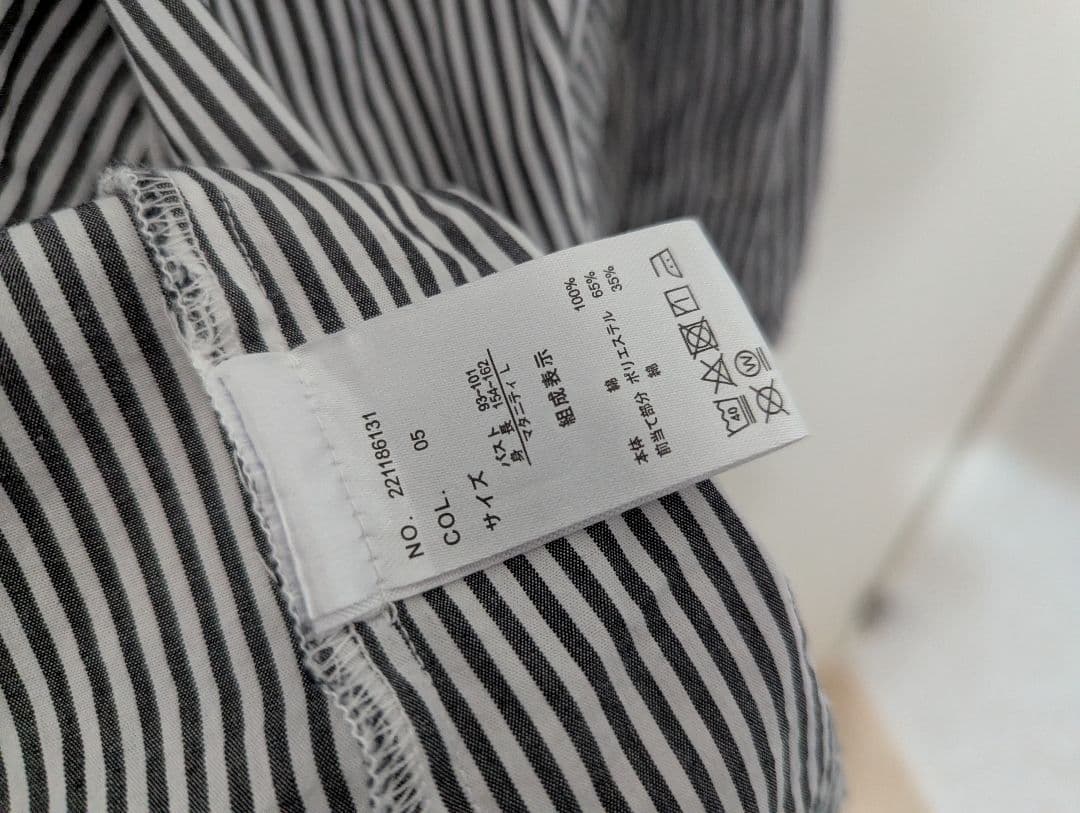 NO. 221186131
COL. 05
サイズ
バスト 93-101
身長 154-162
マタニティ L
組成表示
本体 綿 100%
前当て部分 ポリエステル 65%
綿 35%
40
W